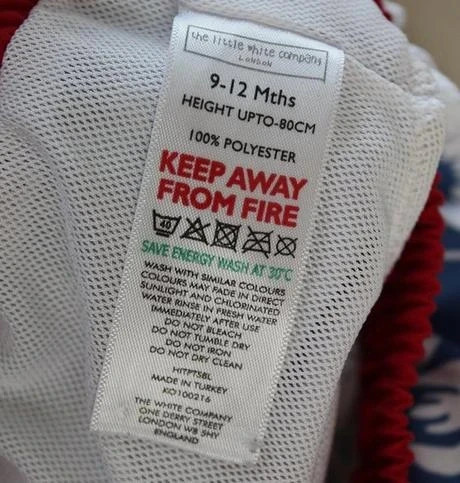 the little white company
LONDON
9-12 Mths
HEIGHT UPTO-80CM
100% POLYESTER
KEEP AWAY
FROM FIRE
40
SAVE ENERGY WASH AT 30°C
WASH WITH SIMILAR COLOURS
COLOURS MAY FADE IN DIRECT
SUNLIGHT AND CHLORINATED
WATER RINSE IN FRESH WATER
IMMEDIATELY AFTER USE
DO NOT BLEACH
DO NOT TUMBLE DRY
DO NOT IRON
DO NOT DRY CLEAN
HITPTSBL
MADE IN TURKEY
KO100216
THE WHITE COMPANY
ONE DERRY STREET
LONDON W8 5HY
ENGLAND